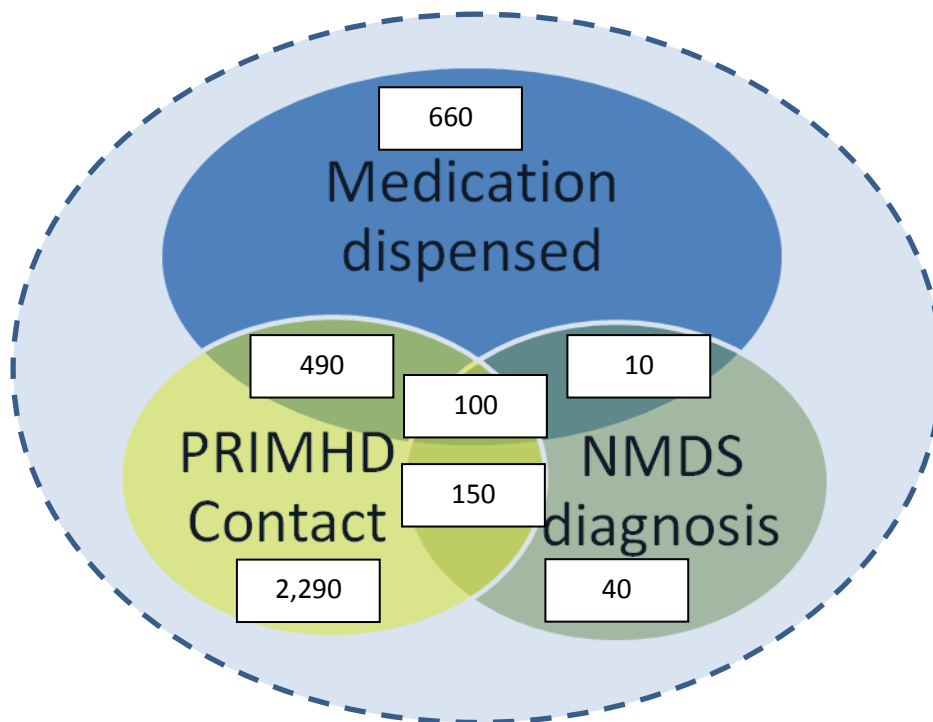 660
Medication
dispensed
490
10
100
PRIMHD
Contact
NMDS
diagnosis
150
2,290
40